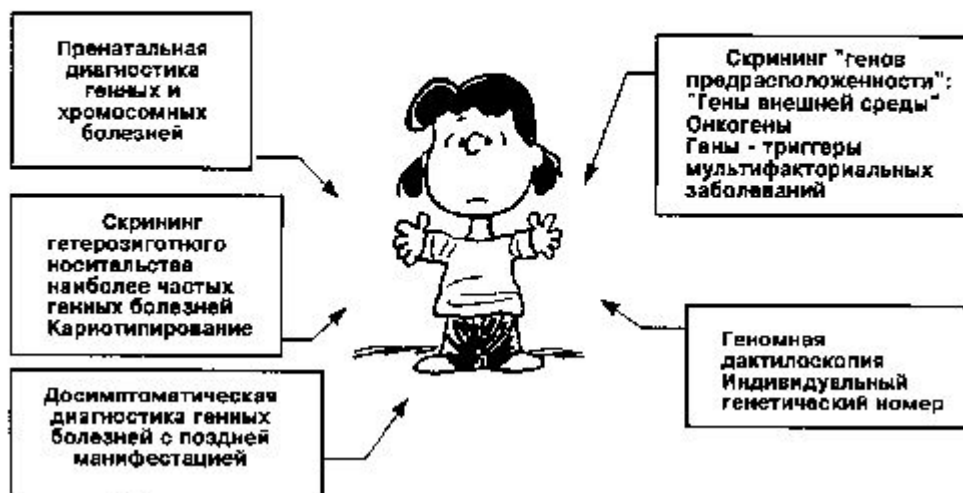 Пренатальная
диагностика
генных и
хромосомных
болезней
Скрининг
гетерозиготного
носительства
наиболее частых
генных болезней
Кариотипирование
Досимптоматическая
диагностика генных
болезней с поздней
манифестацией
Скрининг "генов
предрасположенности":
"Гены внешней среды"
Онкогены
Гены - триггеры
мультифакториальных
заболеваний
Геномная
дактилоскопия
Индивидуальный
генетический номер